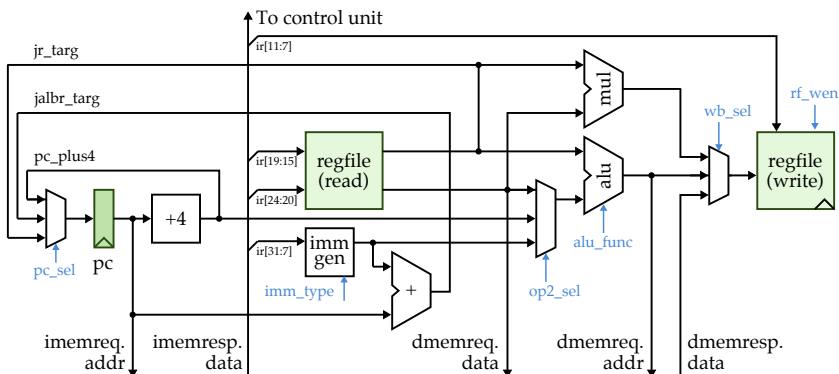 To control unit
ir[11:7]
jr_targ
mul
rf_wen
jalbr_targ
wb_sel
pc_plus4
ir[19:15]
regfile
(read)
alu
regfile
(write)
ir[24:20]
+4
imm
gen
alu_func
pc
pc_sel
ir[31:7]
imm_type
+
op2_sel
imemreq.
addr
imemresp.
data
dmemreq.
data
dmemreq.
addr
dmemresp.
data